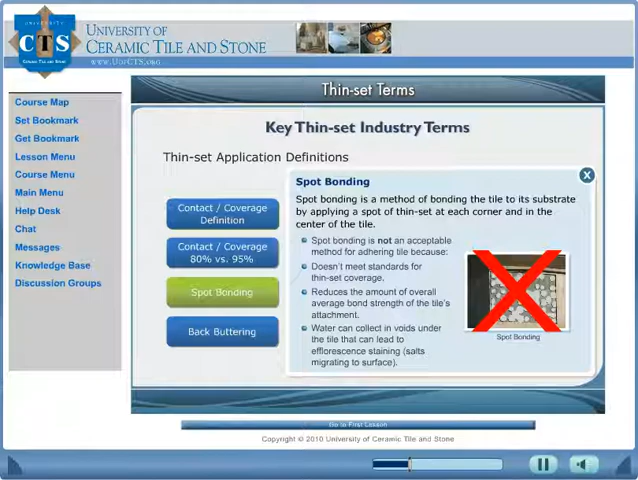 UNIVERSITY
CTS
CERAMIC TILE AND STONE
UNIVERSITY OF
CERAMIC TILE AND STONE
www.UofCTS.org
Course Map
Set Bookmark
Get Bookmark
Lesson Menu
Course Menu
Main Menu
Help Desk
Chat
Messages
Knowledge Base
Discussion Groups
Thin-set Terms
Key Thin-set Industry Terms
Thin-set Application Definitions
Contact / Coverage
Definition
Contact / Coverage
80% vs. 95%
Spot Bonding
Back Buttering
X
Spot Bonding
Spot bonding is a method of bonding the tile to its substrate
by applying a spot of thin-set at each corner and in the
center of the tile.
Spot bonding is not an acceptable
method for adhering tile because:
Doesn't meet standards for
thin-set coverage.
Reduces the amount of overall
average bond strength of the tile's
attachment.
Water can collect in voids under
the tile that can lead to
efflorescence staining (salts
migrating to surface).
Spot Bonding
Go to First Lesson
Copyright © 2010 University of Ceramic Tile and Stone